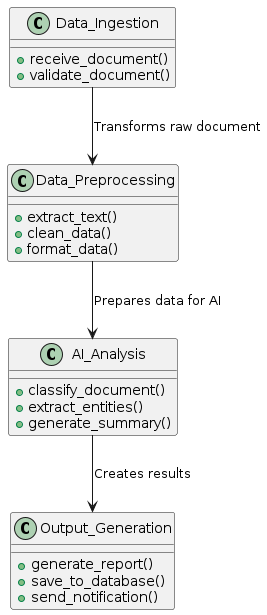 C Data_Ingestion
receive_document()
validate_document()
Transforms raw document
C Data_Preprocessing
extract_text()
clean_data()
format_data()
Prepares data for AI
C AI_Analysis
classify_document()
extract_entities()
generate_summary()
Creates results
C Output_Generation
generate_report()
save_to_database()
send_notification()